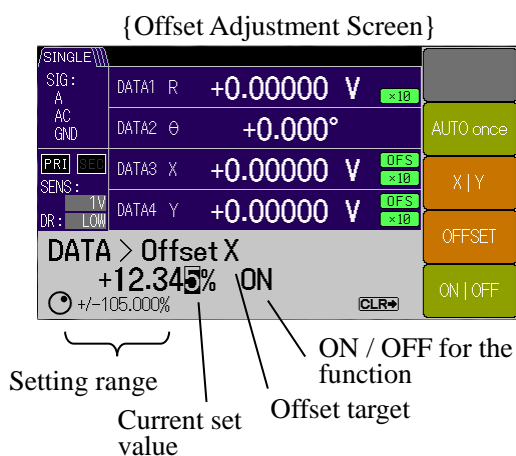 {Offset Adjustment Screen}
SINGLE
SIG:
A
AC
GND
DATA1 R +0.00000 V ×10
DATA2 θ +0.000°
PRI SEC
SENS:
1V
DR: LOW
DATA3 X +0.00000 V OFS ×10
DATA4 Y +0.00000 V OFS ×10
AUTO once
X|Y
OFFSET
ON|OFF
DATA > Offset X
+12.345% ON
+/-105.000% CLR→
Setting range
Current set
value
Offset target
ON / OFF for the
function